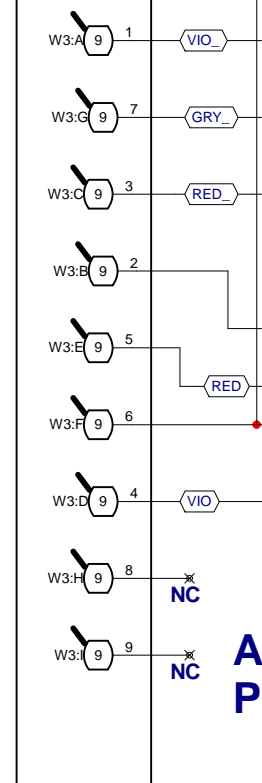 W3:A 9 1 VIO_
W3:G 9 7 GRY_
W3:C 9 3 RED_
W3:B 9 2
W3:E 9 5
RED
W3:F 9 6
W3:D 9 4 VIO
W3:H 9 8
NC
W3:I 9 9
NC
A
P